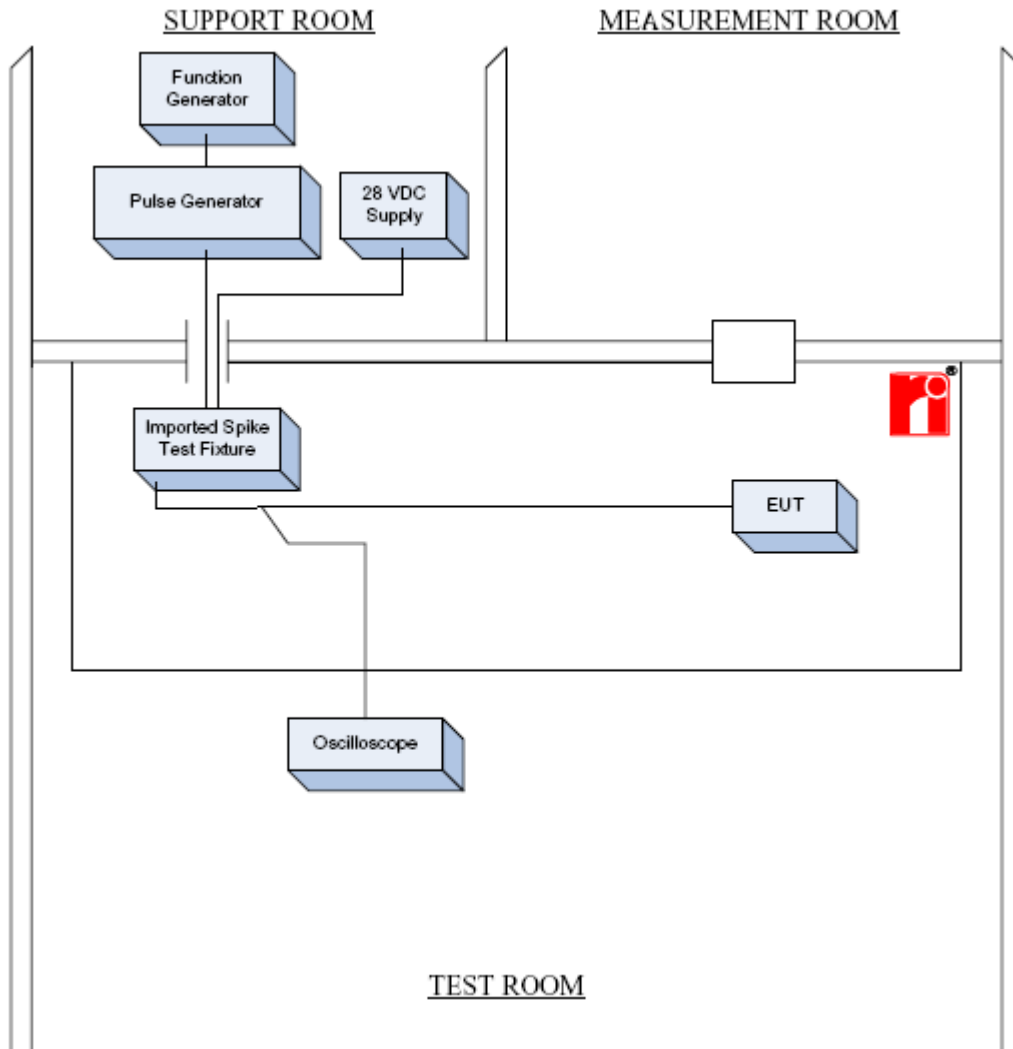 SUPPORT ROOM
MEASUREMENT ROOM
Function
Generator
Pulse Generator
28 VDC
Supply
Imported Spike
Test Fixture
ri®
EUT
Oscilloscope
TEST ROOM